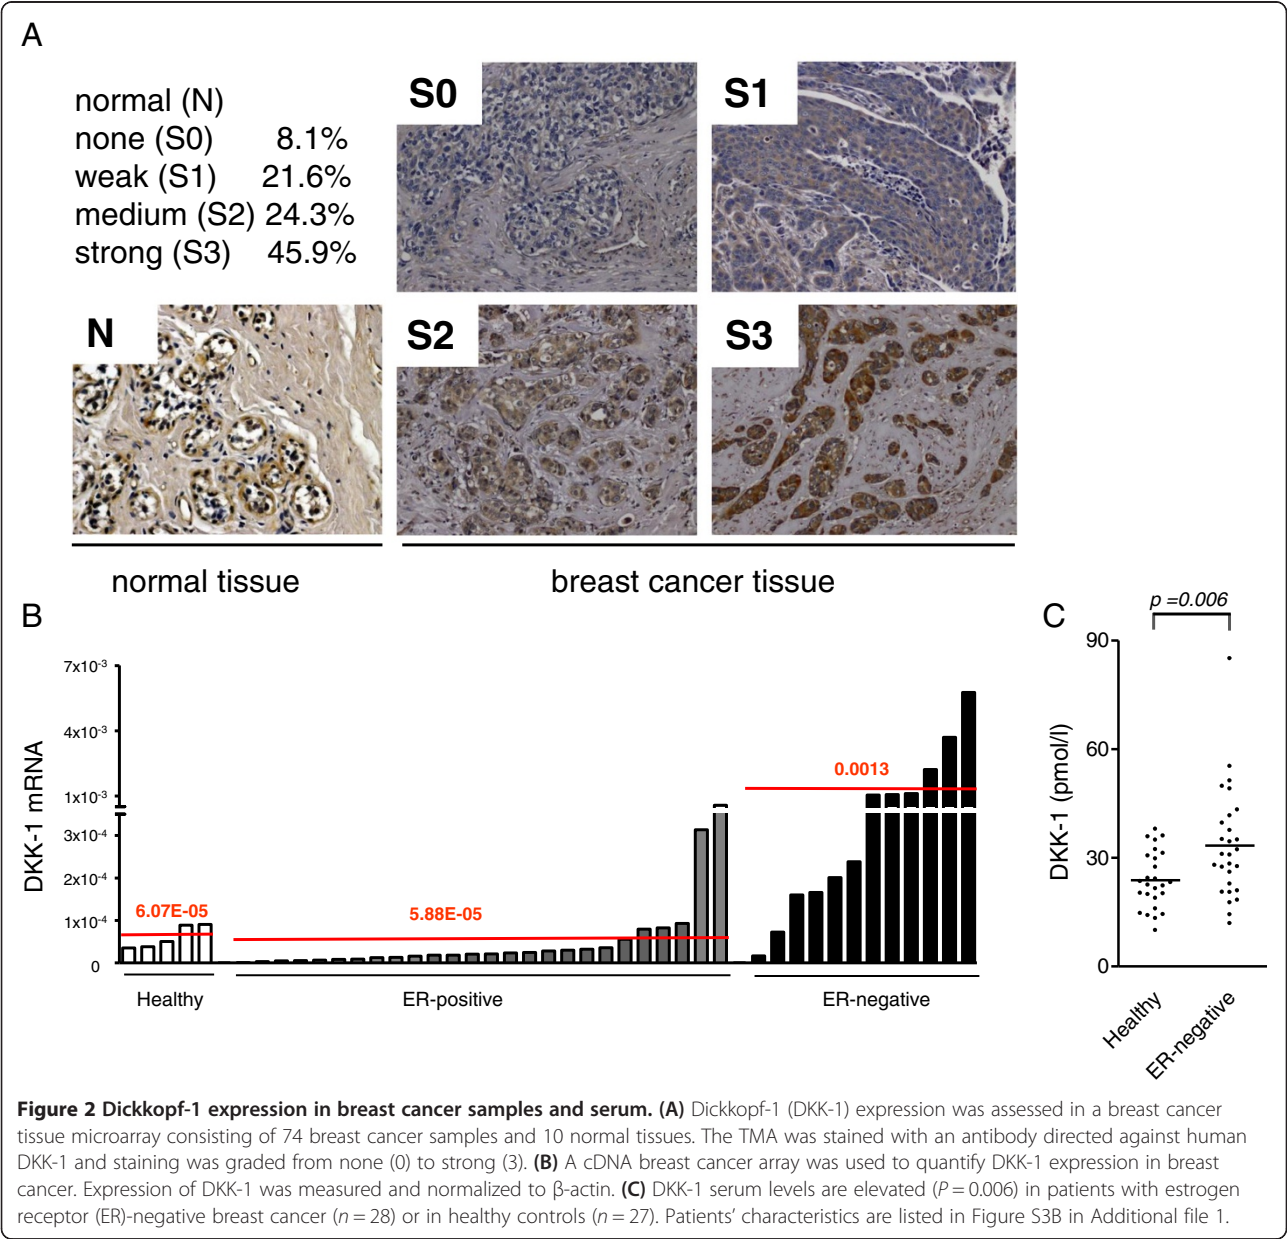 A
normal (N)
none (S0) 8.1%
weak (S1) 21.6%
medium (S2) 24.3%
strong (S3) 45.9%
S0
S1
N
S2
S3
normal tissue
breast cancer tissue
B
DKK-1 mRNA
7x10-3
4x10-3
1x10-3
3x10-4
2x10-4
1x10-4
0
6.07E-05
5.88E-05
0.0013
Healthy
ER-positive
ER-negative
C
p =0.006
DKK-1 (pmol/l)
90
60
30
0
Healthy
ER-negative
Figure 2 Dickkopf-1 expression in breast cancer samples and serum. (A) Dickkopf-1 (DKK-1) expression was assessed in a breast cancer
tissue microarray consisting of 74 breast cancer samples and 10 normal tissues. The TMA was stained with an antibody directed against human
DKK-1 and staining was graded from none (0) to strong (3). (B) A cDNA breast cancer array was used to quantify DKK-1 expression in breast
cancer. Expression of DKK-1 was measured and normalized to β-actin. (C) DKK-1 serum levels are elevated (P = 0.006) in patients with estrogen
receptor (ER)-negative breast cancer (n = 28) or in healthy controls (n = 27). Patients' characteristics are listed in Figure S3B in Additional file 1.